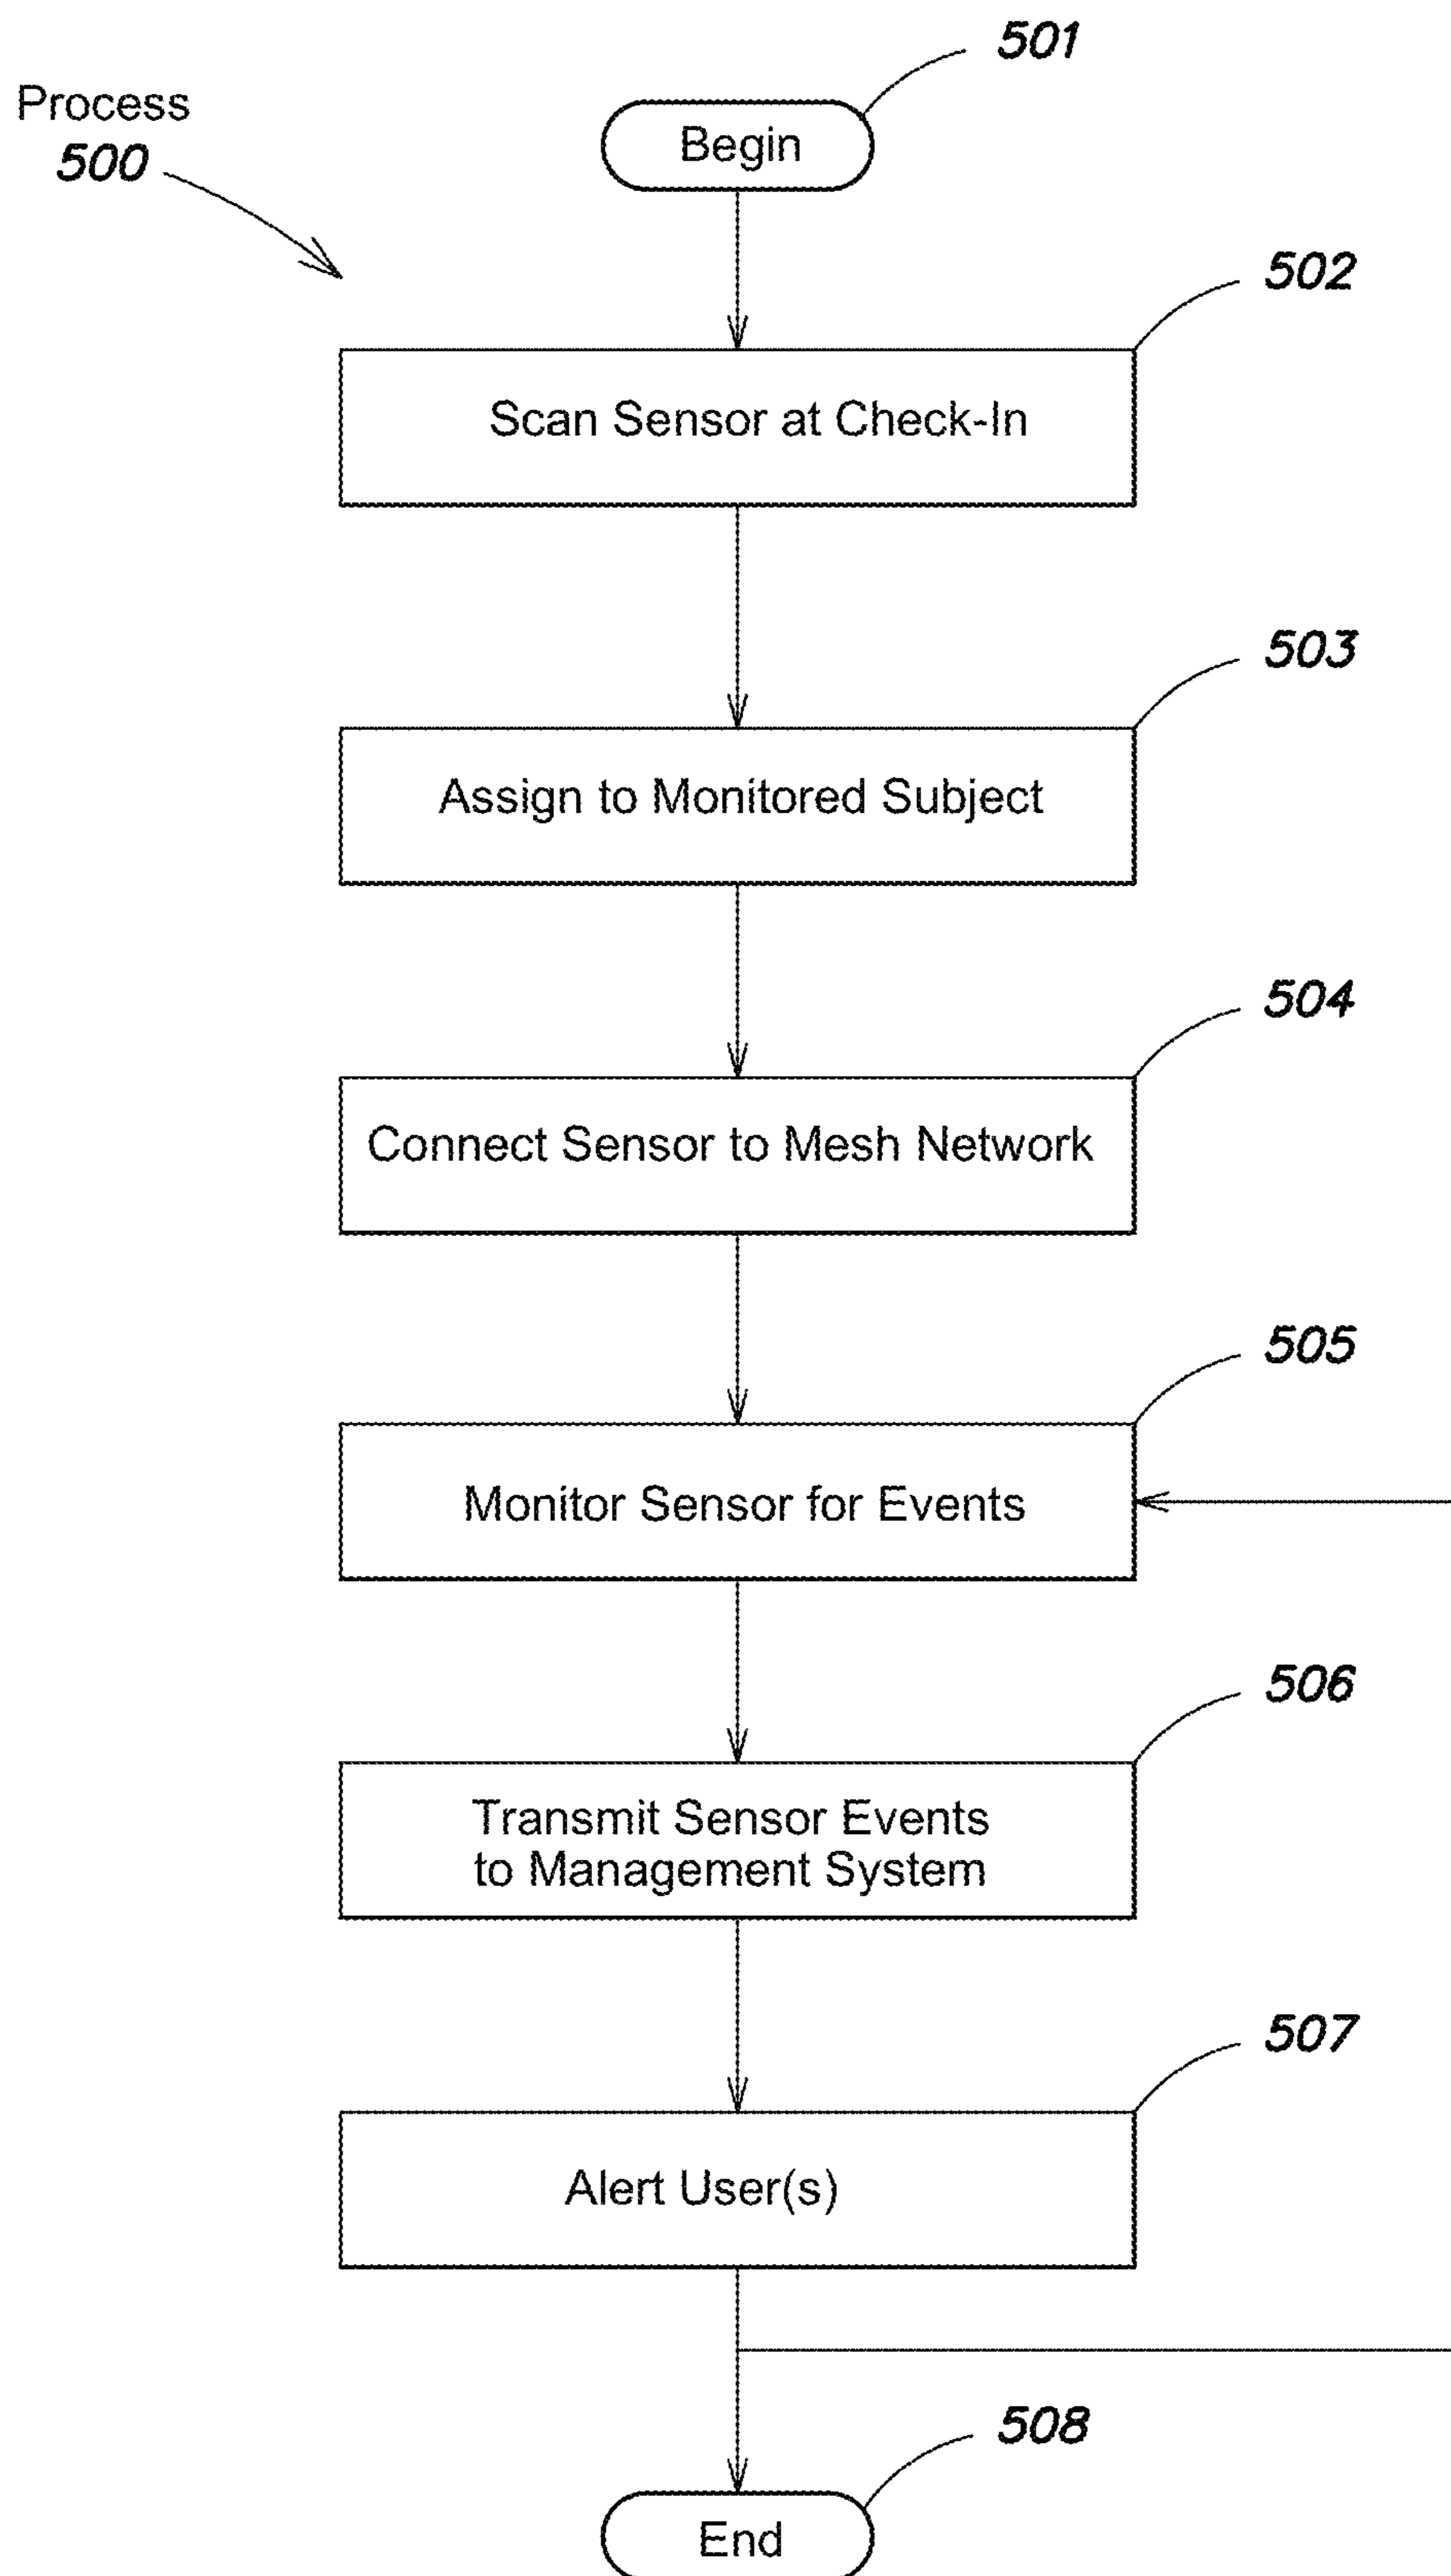 501
Process
500
Begin
502
Scan Sensor at Check-In
503
Assign to Monitored Subject
504
Connect Sensor to Mesh Network
505
Monitor Sensor for Events
506
Transmit Sensor Events
to Management System
507
Alert User(s)
508
End